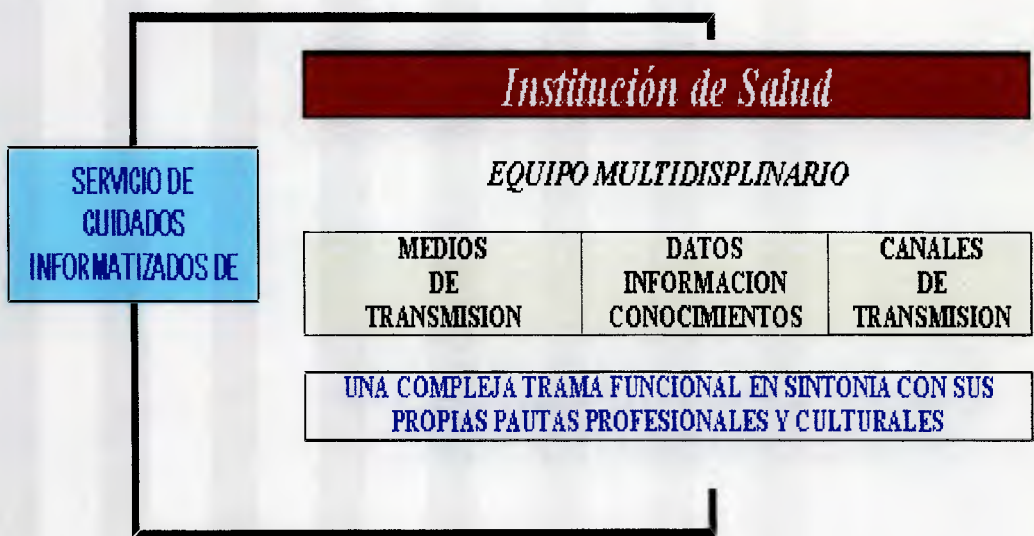 Institución de Salud
SERVICIO DE
CUIDADOS
INFORMATIZADOS DE
EQUIPO MULTIDISPLINARIO
MEDIOS
DE
TRANSMISION
DATOS
INFORMACION
CONOCIMIENTOS
CANALES
DE
TRANSMISION
UNA COMPLEJA TRAMA FUNCIONAL EN SINTONIA CON SUS
PROPIAS PAUTAS PROFESIONALES Y CULTURALES